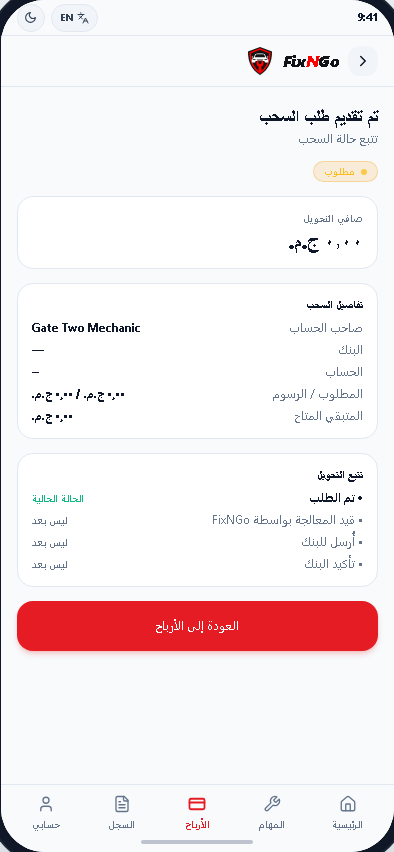 9:41
EN
FixNGo
تم تقديم طلب السحب
تتبع حالة السحب
مطلوب
صافي التحويل
٠٫٠٠ ج.م.
تفاصيل السحب
صاحب الحساب Gate Two Mechanic
البنك —
الحساب —
المطلوب / الرسوم ٠٫٠٠ ج.م. / ٠٫٠٠ ج.م.
المتبقي المتاح ٠٫٠٠ ج.م.
تتبع التحويل
• تم الطلب الحالة الحالية
• قيد المعالجة بواسطة FixNGo ليس بعد
• أُرسل للبنك ليس بعد
• تأكيد البنك ليس بعد
العودة إلى الأرباح
الرئيسية
المهام
الأرباح
السجل
حسابي